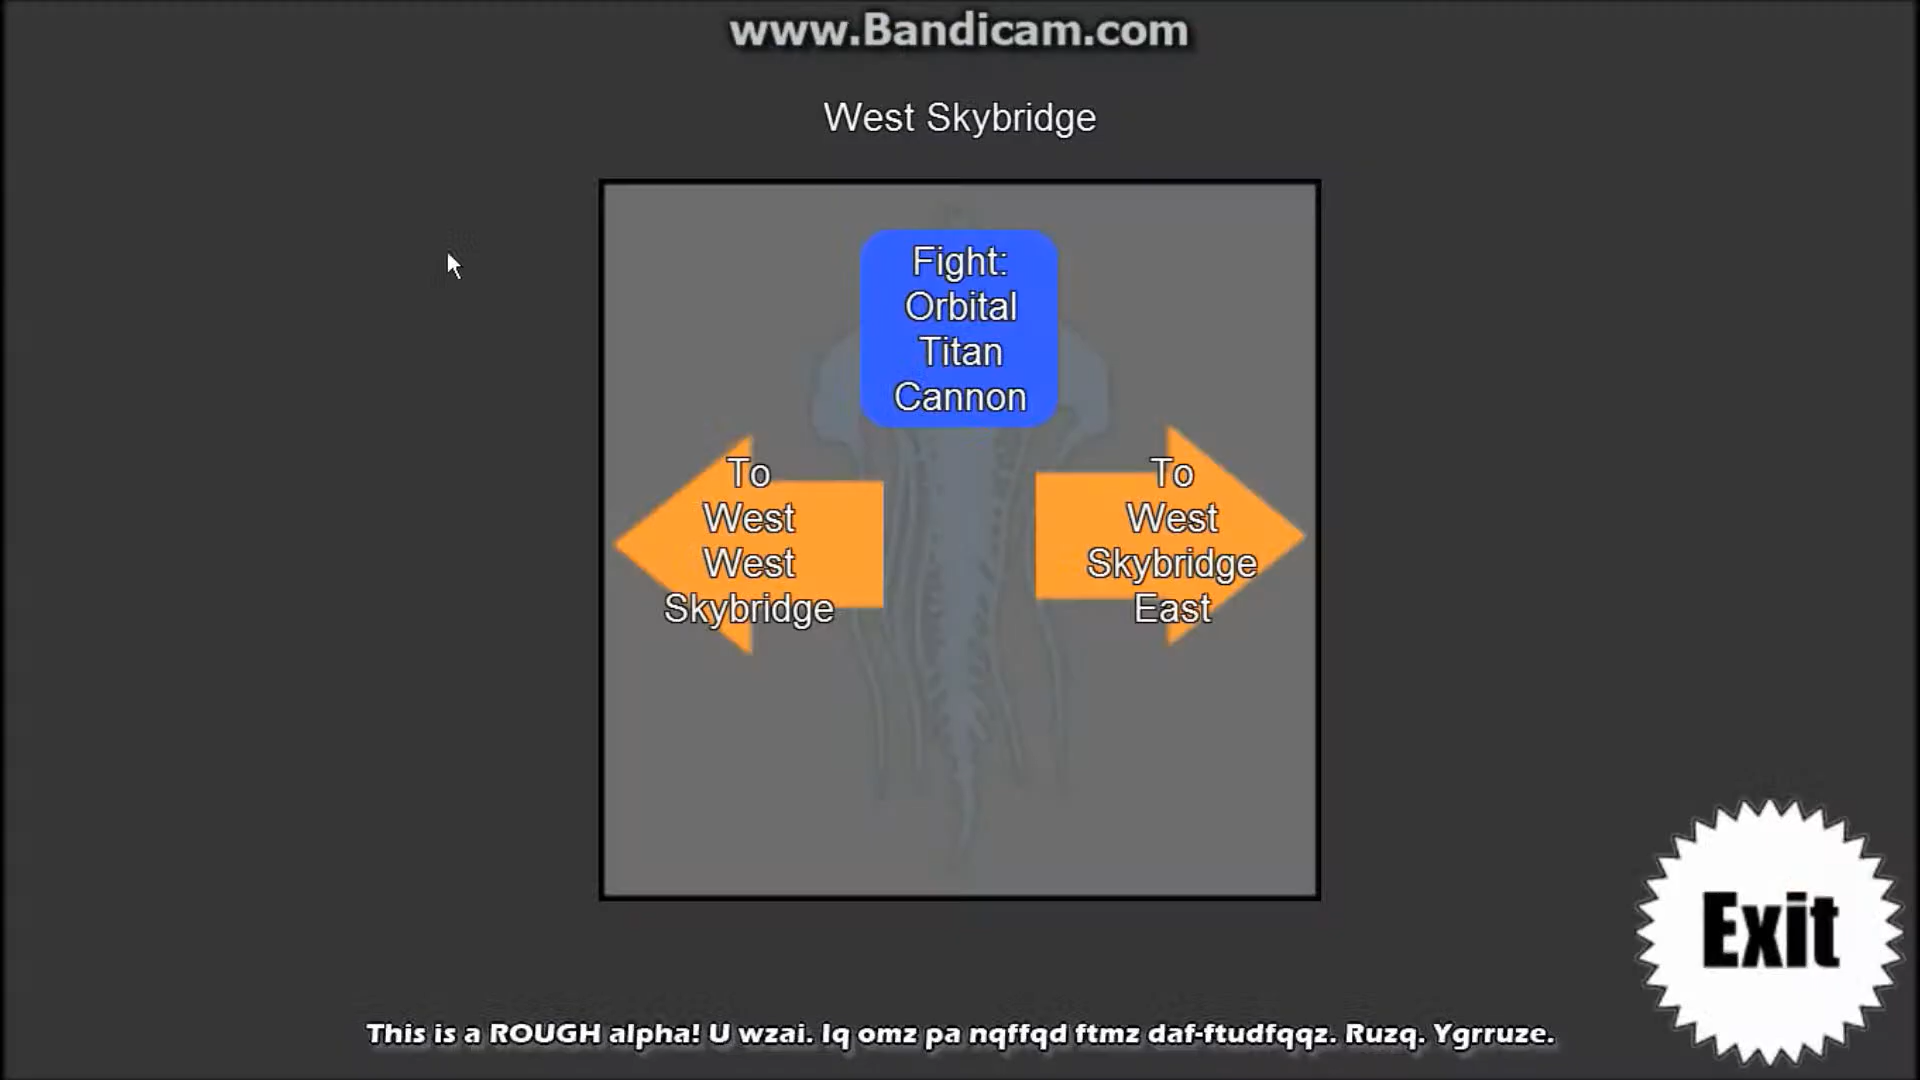 www.Bandicam.com
West Skybridge
Fight:
Orbital
Titan
Cannon
To
West
West
Skybridge
To
West
Skybridge
East
Exit
This is a ROUGH alpha! U wzai. Iq omz pa nqffqd ftmz daf-ftudfqqz. Ruzq. Ygrruze.